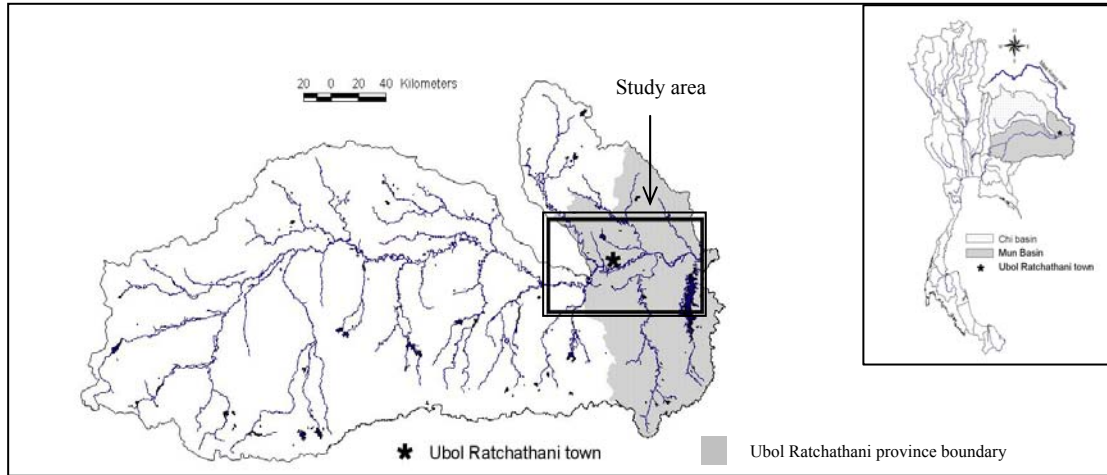 20 0 20 40 Kilometers
Study area
Ubol Ratchathani town
Ubol Ratchathani province boundary
N
Chi basin
Mun Basin
Ubol Ratchathani town